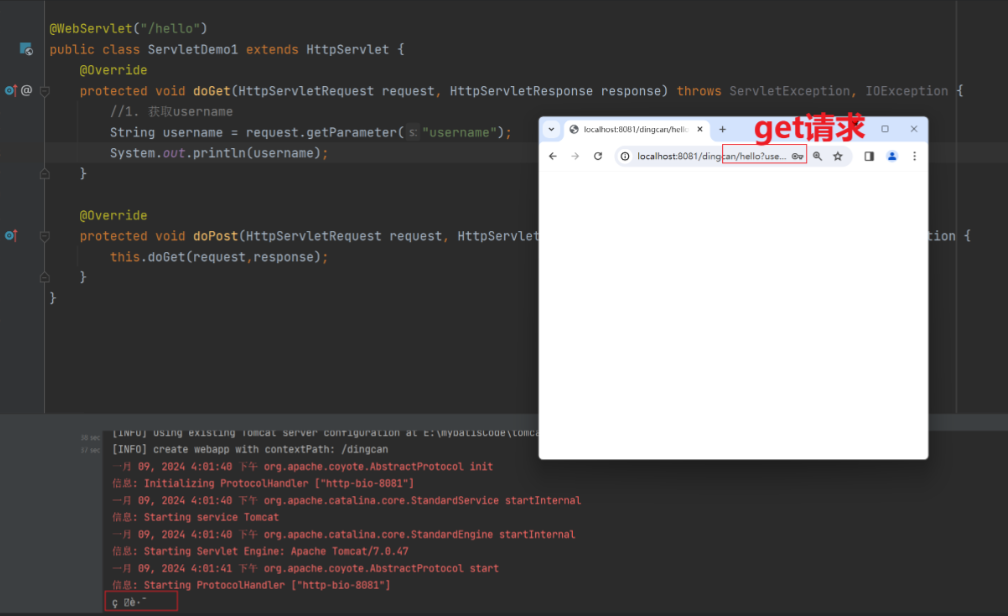 @WebServlet("/hello")
public class ServletDemo1 extends HttpServlet {
@Override
protected void doGet(HttpServletRequest request, HttpServletResponse response) throws ServletException, IOException {
//1. 获取username
String username = request.getParameter( s: "username");
System.out.println(username);
}
@Override
protected void doPost(HttpServletRequest request, HttpServlet
tion {
this.doGet(request,response);
}
}
get请求
localhost:8081/dingcan/hello
localhost:8081/dingcan/hello?use...
[INFO] Using existing Tomcat server configuration at E:\mybatisCode\tomca
[INFO] create webapp with contextPath: /dingcan
一月 09, 2024 4:01:40 下午 org.apache.coyote.AbstractProtocol init
信息: Initializing ProtocolHandler ["http-bio-8081"]
一月 09, 2024 4:01:40 下午 org.apache.catalina.core.StandardService startInternal
信息: Starting service Tomcat
一月 09, 2024 4:01:40 下午 org.apache.catalina.core.StandardEngine startInternal
信息: Starting Servlet Engine: Apache Tomcat/7.0.47
一月 09, 2024 4:01:41 下午 org.apache.coyote.AbstractProtocol start
信息: Starting ProtocolHandler ["http-bio-8081"]